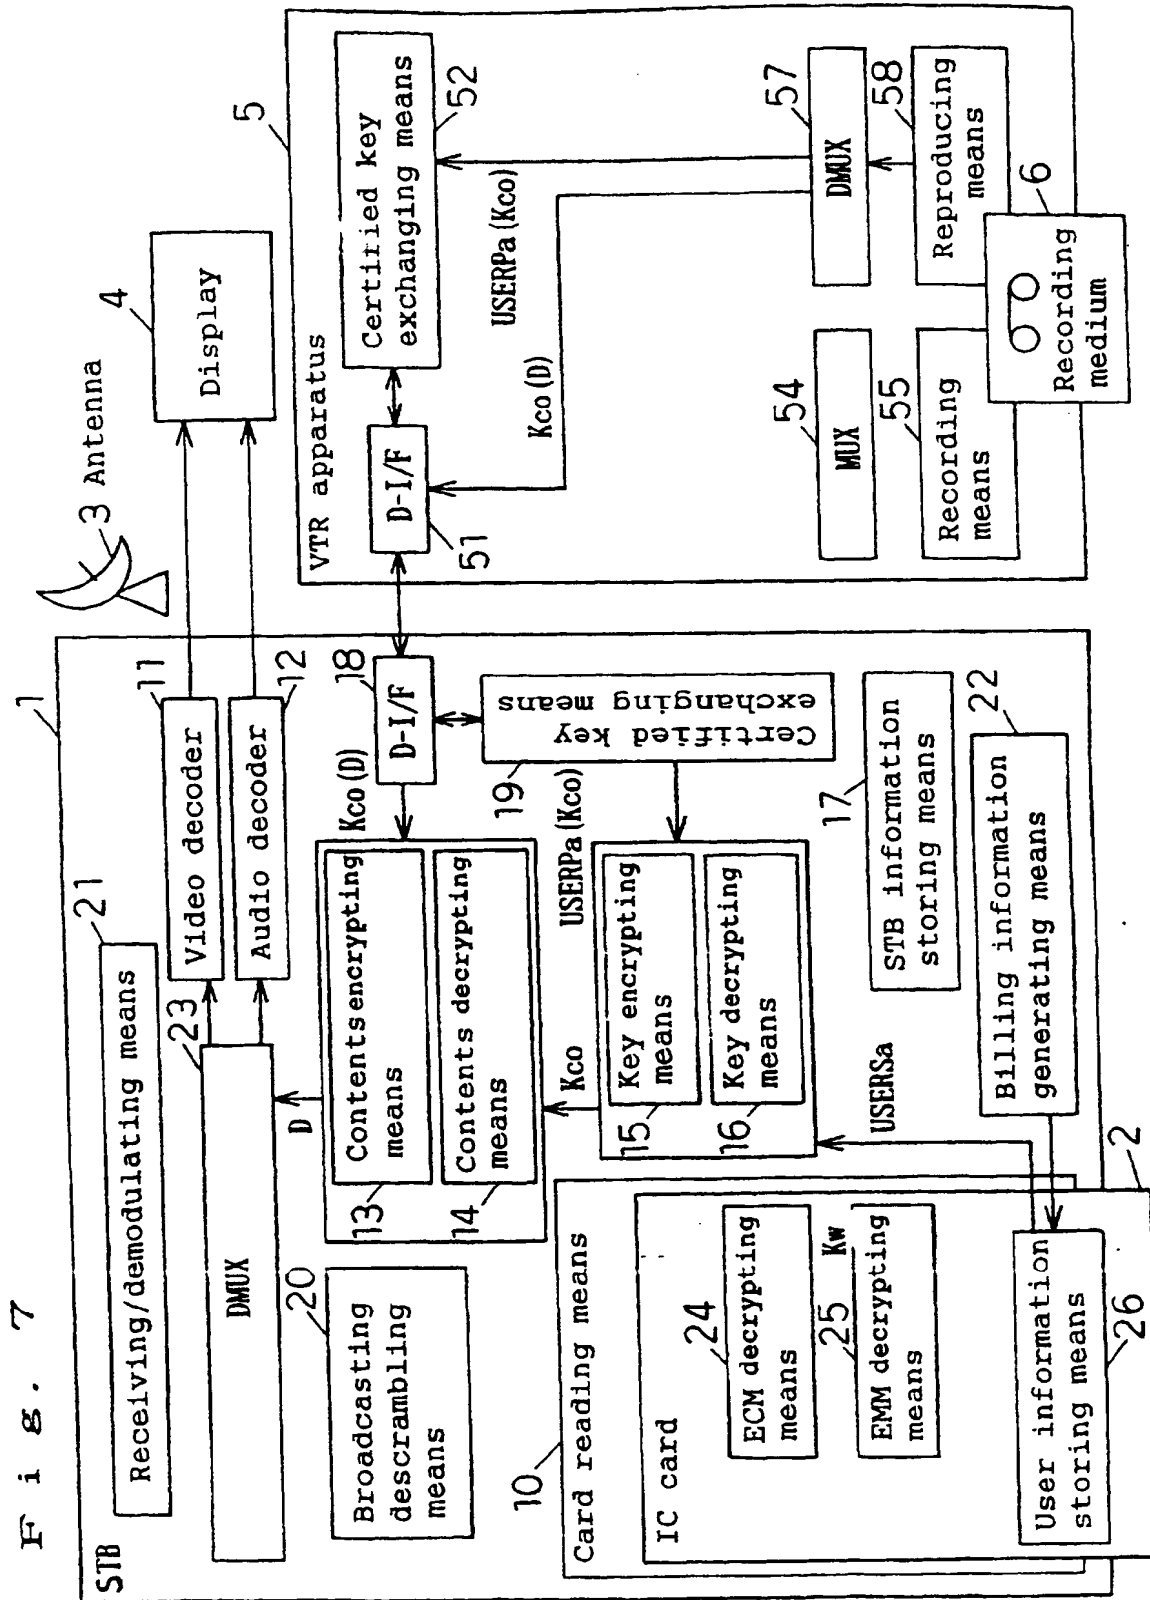 Fig. 7
STB
1
Receiving/demodulating means
21
DMUX
23
Video decoder
11
Audio decoder
12
3 Antenna
4
Display
Broadcasting
descrambling
means
20
D
Contents encrypting
means
13
Contents decrypting
means
14
Kco(D)
D-I/F
18
Certified key
exchanging means
19
USERPa(Kco)
Kco
Key encrypting
means
15
Key decrypting
means
16
USERSa
STB information
storing means
17
Billing information
generating means
22
Card reading means
10
IC card
2
ECM decrypting
means
24
Kw
EMM decrypting
means
25
User information
storing means
26
VTR apparatus
5
D-I/F
51
Certified key
exchanging means
52
Kco(D)
USERPa(Kco)
MUX
54
DMUX
57
Recording
means
55
Reproducing
means
58
Recording
medium
6